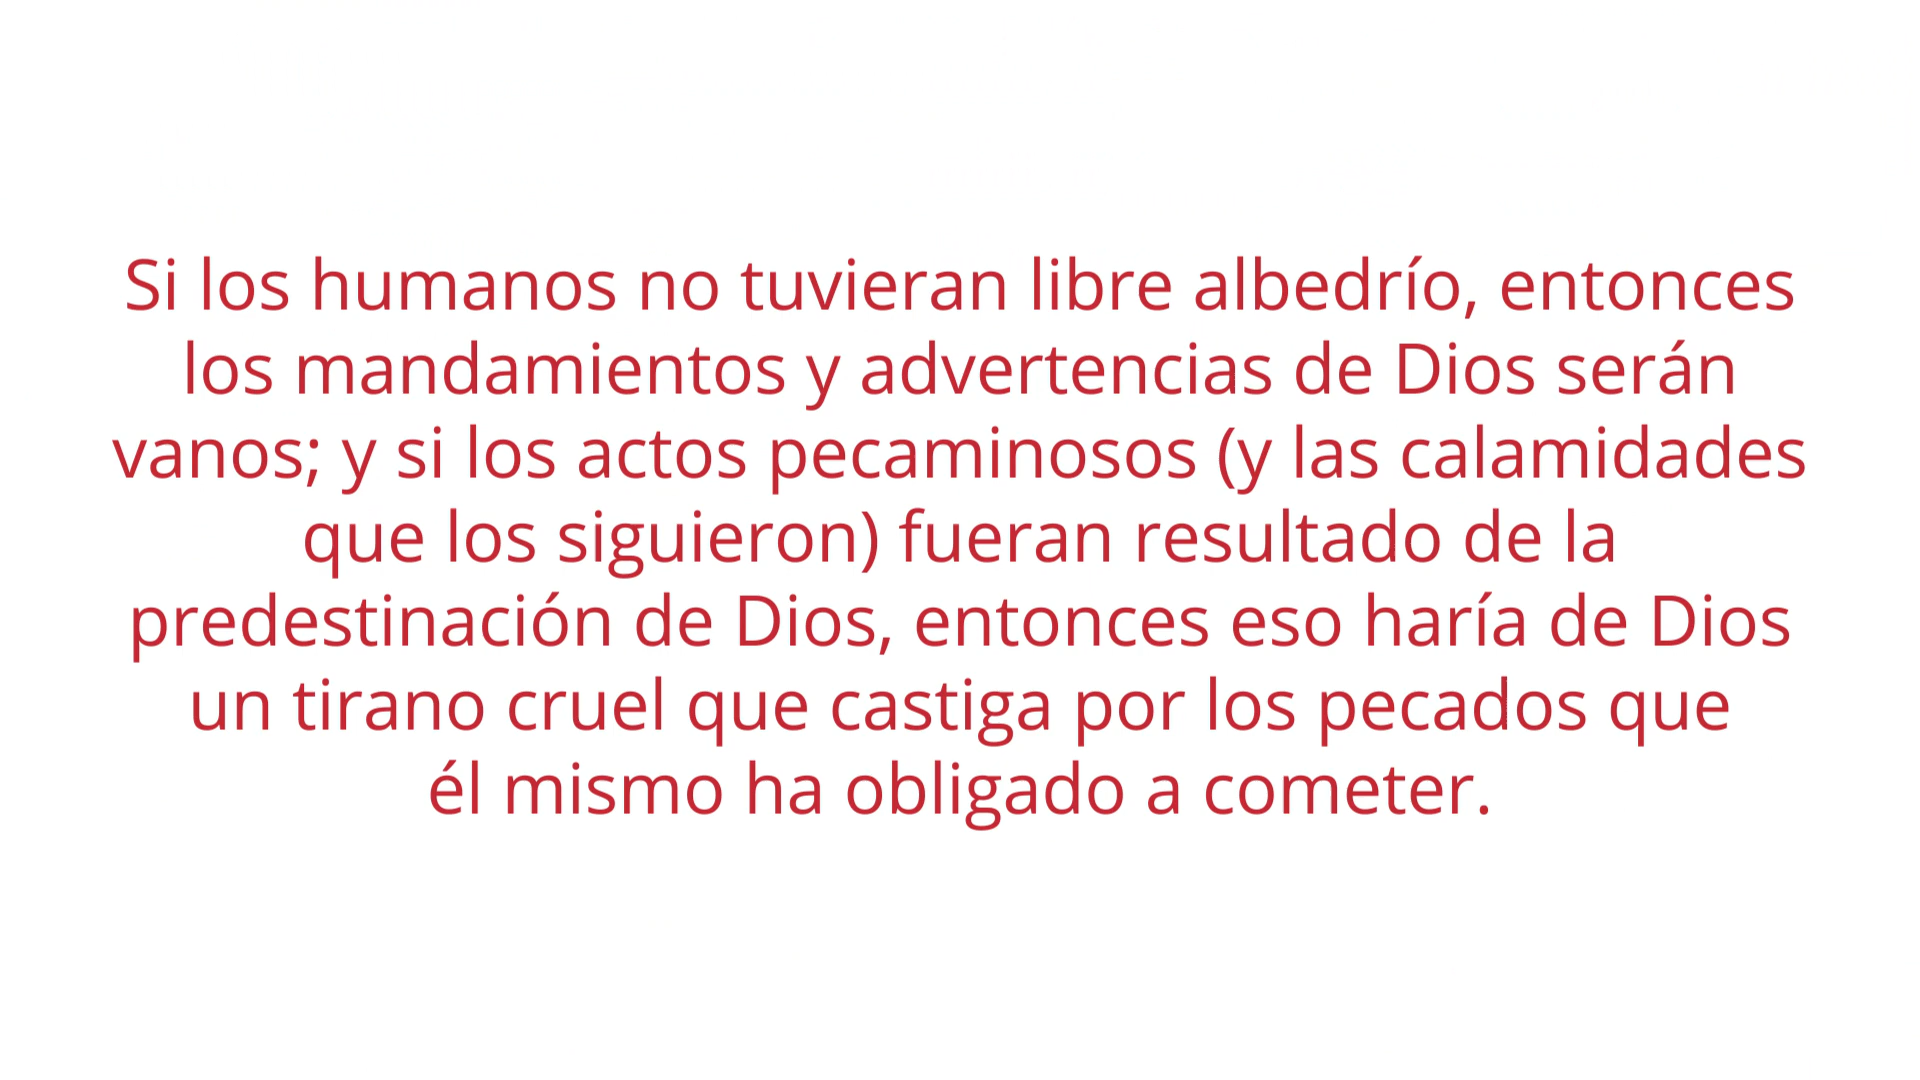 Si los humanos no tuvieran libre albedrío, entonces
los mandamientos y advertencias de Dios serán
vanos; y si los actos pecaminosos (y las calamidades
que los siguieron) fueran resultado de la
predestinación de Dios, entonces eso haría de Dios
un tirano cruel que castiga por los pecados que
él mismo ha obligado a cometer.